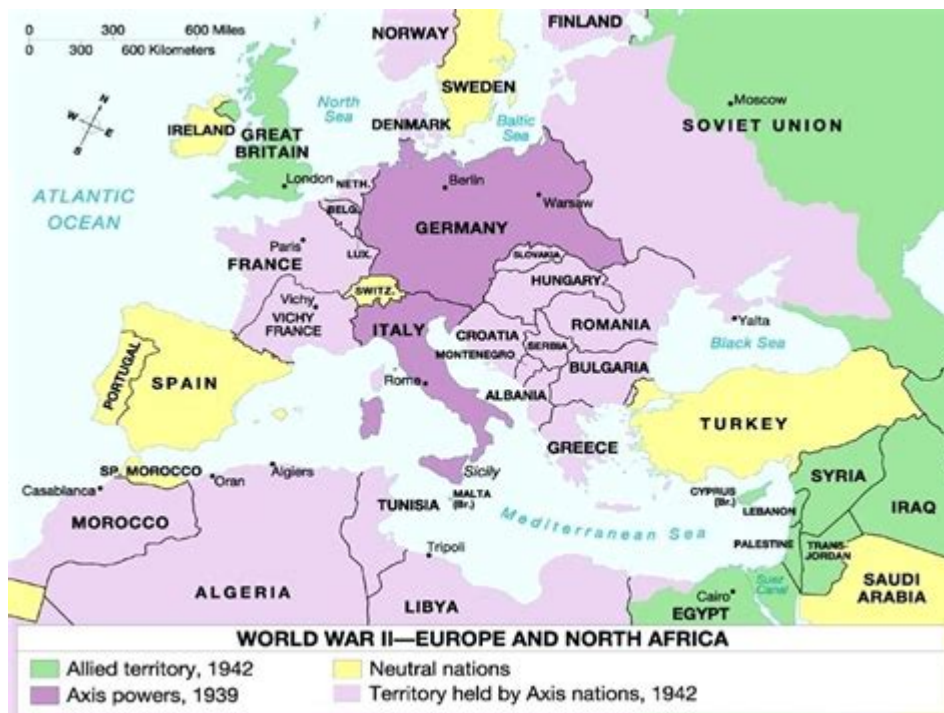 0 300 600 Miles
0 300 600 Kilometers
N
W
E
S
NORWAY
FINLAND
SWEDEN
North
Sea
Baltic
Sea
DENMARK
Moscow
SOVIET UNION
IRELAND
GREAT
BRITAIN
London
NETH.
Berlin
Warsaw
ATLANTIC
OCEAN
BELG.
GERMANY
Paris
LUX.
FRANCE
SLOVAKIA
HUNGARY
SWITZ.
Vichy
VICHY
FRANCE
ITALY
CROATIA
ROMANIA
SERBIA
MONTENEGRO
Yalta
Black Sea
BULGARIA
PORTUGAL
SPAIN
Rome
ALBANIA
GREECE
TURKEY
SP. MOROCCO
Algiers
Oran
Sicily
Casablanca
TUNISIA
MALTA
(Br.)
CYPRUS
(Br.)
SYRIA
LEBANON
IRAQ
MOROCCO
Mediterranean Sea
PALESTINE
TRANS-
JORDAN
Tripoli
ALGERIA
LIBYA
Suez
Canal
Cairo
EGYPT
SAUDI
ARABIA
WORLD WAR II—EUROPE AND NORTH AFRICA
Allied territory, 1942
Neutral nations
Axis powers, 1939
Territory held by Axis nations, 1942